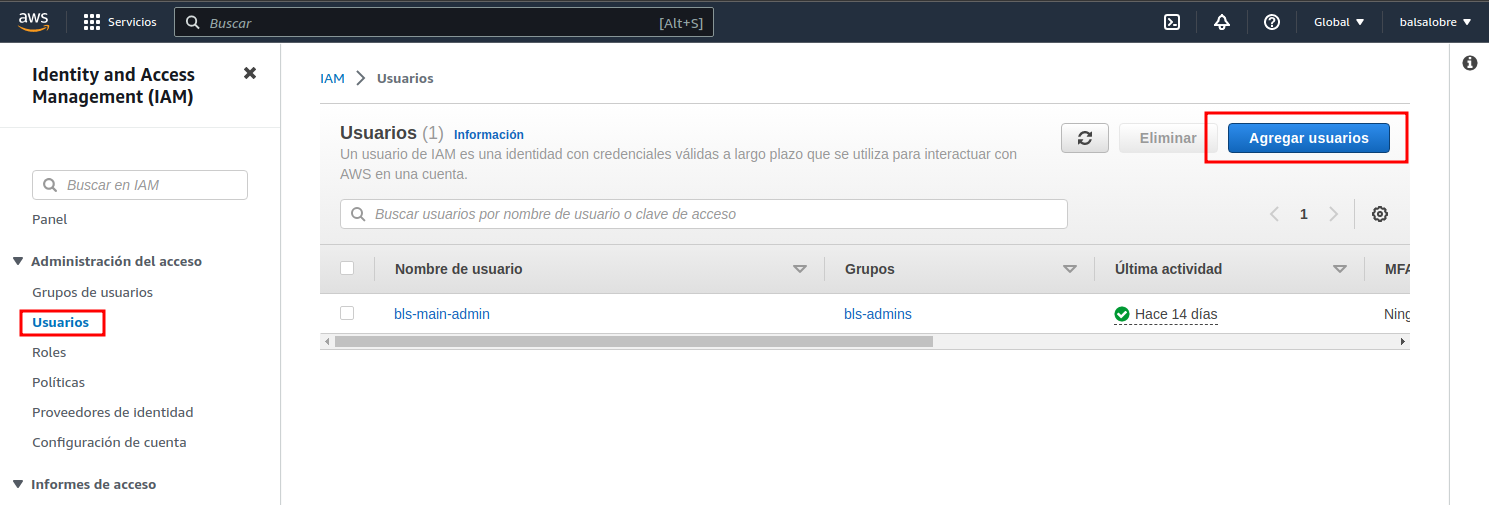 aws
Servicios
Buscar
[Alt+S]
Global
balsalobre
Identity and Access
Management (IAM)
Buscar en IAM
Panel
Administración del acceso
Grupos de usuarios
Usuarios
Roles
Políticas
Proveedores de identidad
Configuración de cuenta
Informes de acceso
IAM
Usuarios
Usuarios (1) Información
Un usuario de IAM es una identidad con credenciales válidas a largo plazo que se utiliza para interactuar con
AWS en una cuenta.
Eliminar
Agregar usuarios
Buscar usuarios por nombre de usuario o clave de acceso
1
Nombre de usuario
Grupos
Última actividad
MFA
bls-main-admin
bls-admins
Hace 14 días
Ning